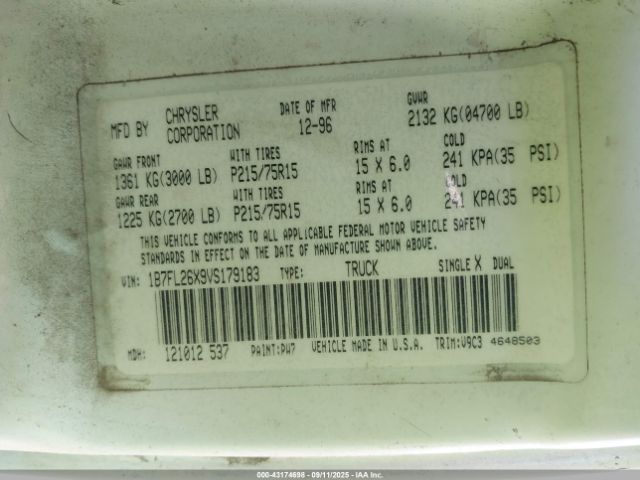 MFD BY CHRYSLER CORPORATION DATE OF MFR 12-96 GVWR 2132 KG(04700 LB)
GAWR FRONT WITH TIRES RIMS AT COLD
1361 KG(3000 LB) P215/75R15 15 X 6.0 241 KPA(35 PSI)
GAWR REAR WITH TIRES RIMS AT COLD
1225 KG(2700 LB) P215/75R15 15 X 6.0 241 KPA(35 PSI)
THIS VEHICLE CONFORMS TO ALL APPLICABLE FEDERAL MOTOR VEHICLE SAFETY
STANDARDS IN EFFECT ON THE DATE OF MANUFACTURE SHOWN ABOVE.
VIN: 1B7FL26X9VS179183 TYPE: TRUCK SINGLE X DUAL
MDH: 121012 537 PAINT:PW7 VEHICLE MADE IN U.S.A. TRIM:V9C3 4648503
000-43174698 - 09/11/2025 - IAA Inc.